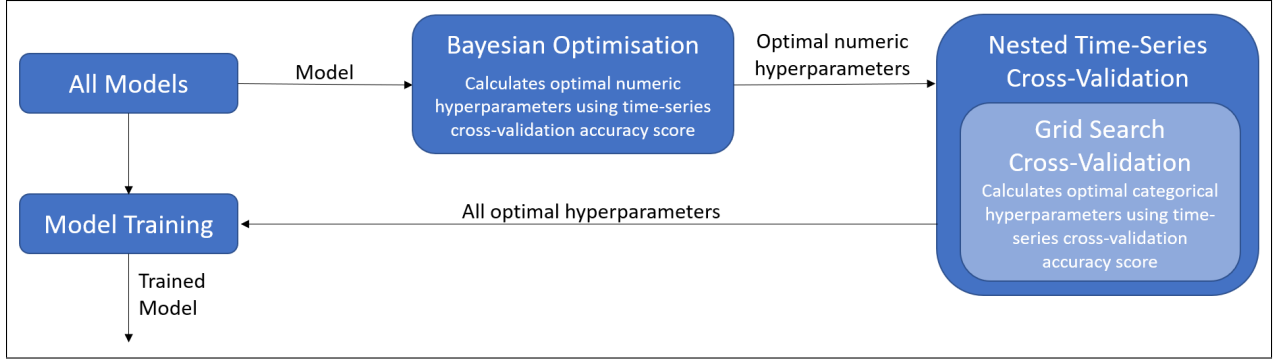 All Models
Model
Bayesian Optimisation
Calculates optimal numeric
hyperparameters using time-series
cross-validation accuracy score
Optimal numeric
hyperparameters
Nested Time-Series
Cross-Validation
Grid Search
Cross-Validation
Calculates optimal categorical
hyperparameters using time-
series cross-validation
accuracy score
All optimal hyperparameters
Model Training
Trained
Model